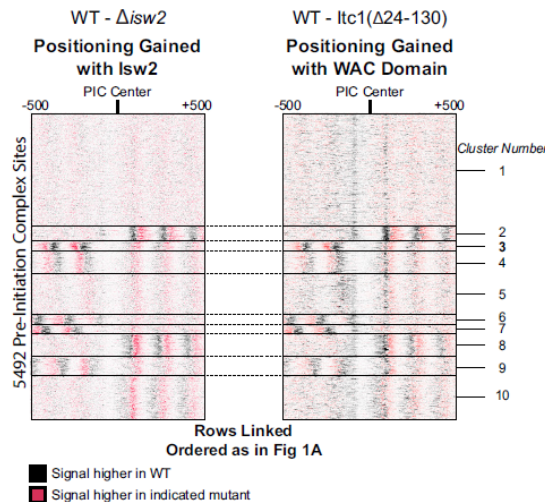 WT - Δisw2
Positioning Gained
with Isw2
PIC Center
-500
+500
WT - Itc1(Δ24-130)
Positioning Gained
with WAC Domain
PIC Center
-500
+500
Cluster Number
1
2
3
4
5
6
7
8
9
10
5492 Pre-Initiation Complex Sites
Rows Linked
Ordered as in Fig 1A
Signal higher in WT
Signal higher in indicated mutant